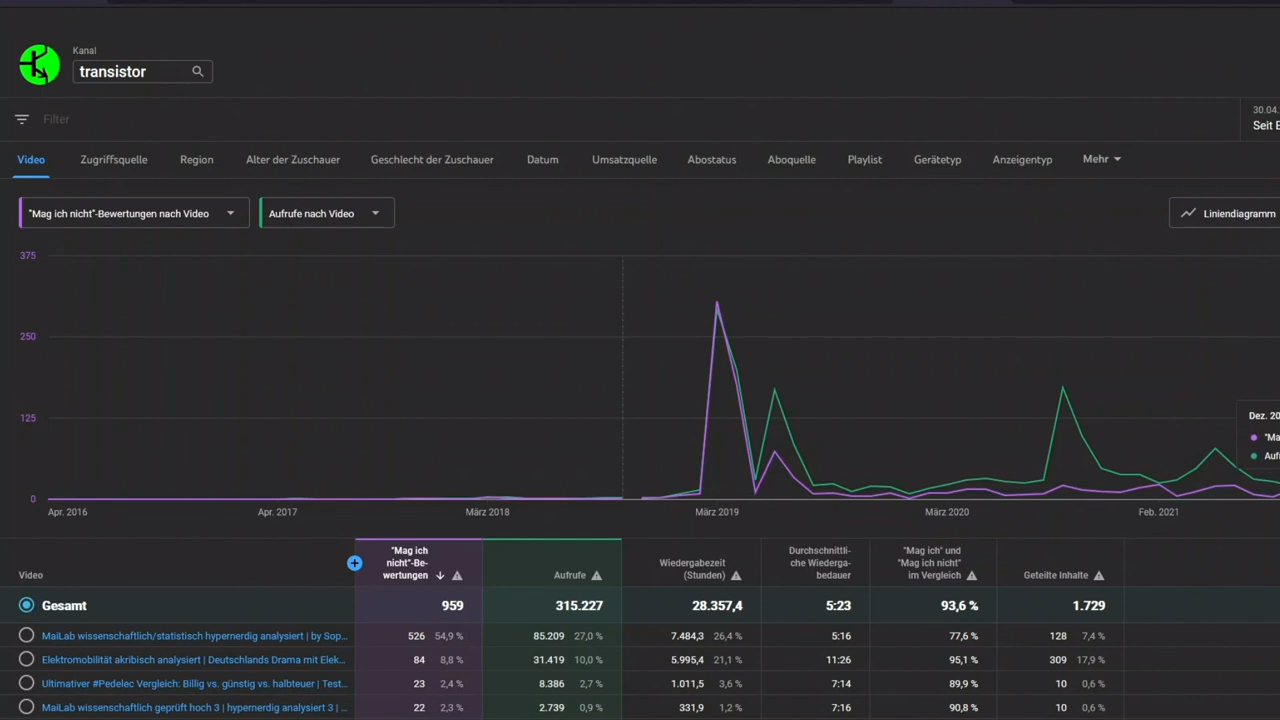 Kanal
transistor
Filter
30.04.
Seit E
Video Zugriffsquelle Region Alter der Zuschauer Geschlecht der Zuschauer Datum Umsatzquelle Abostatus Aboquelle Playlist Gerätetyp Anzeigentyp Mehr
"Mag ich nicht"-Bewertungen nach Video Aufrufe nach Video Liniendiagramm
375
250
125
Dez. 20
"Ma
Aufr
0
Apr. 2016 Apr. 2017 März 2018 März 2019 März 2020 Feb. 2021
Video
"Mag ich
nicht"-Be-
wertungen
Aufrufe
Wiedergabezeit
(Stunden)
Durchschnittli-
che Wiederga-
bedauer
"Mag ich" und
"Mag ich nicht"
im Vergleich
Geteilte Inhalte
Gesamt 959 315.227 28.357,4 5:23 93,6 % 1.729
MaiLab wissenschaftlich/statistisch hypernerdig analysiert | by Sop... 526 54,9 % 85.209 27,0 % 7.484,3 26,4 % 5:16 77,6 % 128 7,4 %
Elektromobilität akribisch analysiert | Deutschlands Drama mit Elek... 84 8,8 % 31.419 10,0 % 5.995,4 21,1 % 11:26 95,1 % 309 17,9 %
Ultimativer #Pedelec Vergleich: Billig vs. günstig vs. halbteuer | Test... 23 2,4 % 8.386 2,7 % 1.011,5 3,6 % 7:14 89,9 % 10 0,6 %
MaiLab wissenschaftlich geprüft hoch 3 | hypernerdig analysiert 3 | ... 22 2,3 % 2.739 0,9 % 331,9 1,2 % 7:16 90,8 % 10 0,6 %